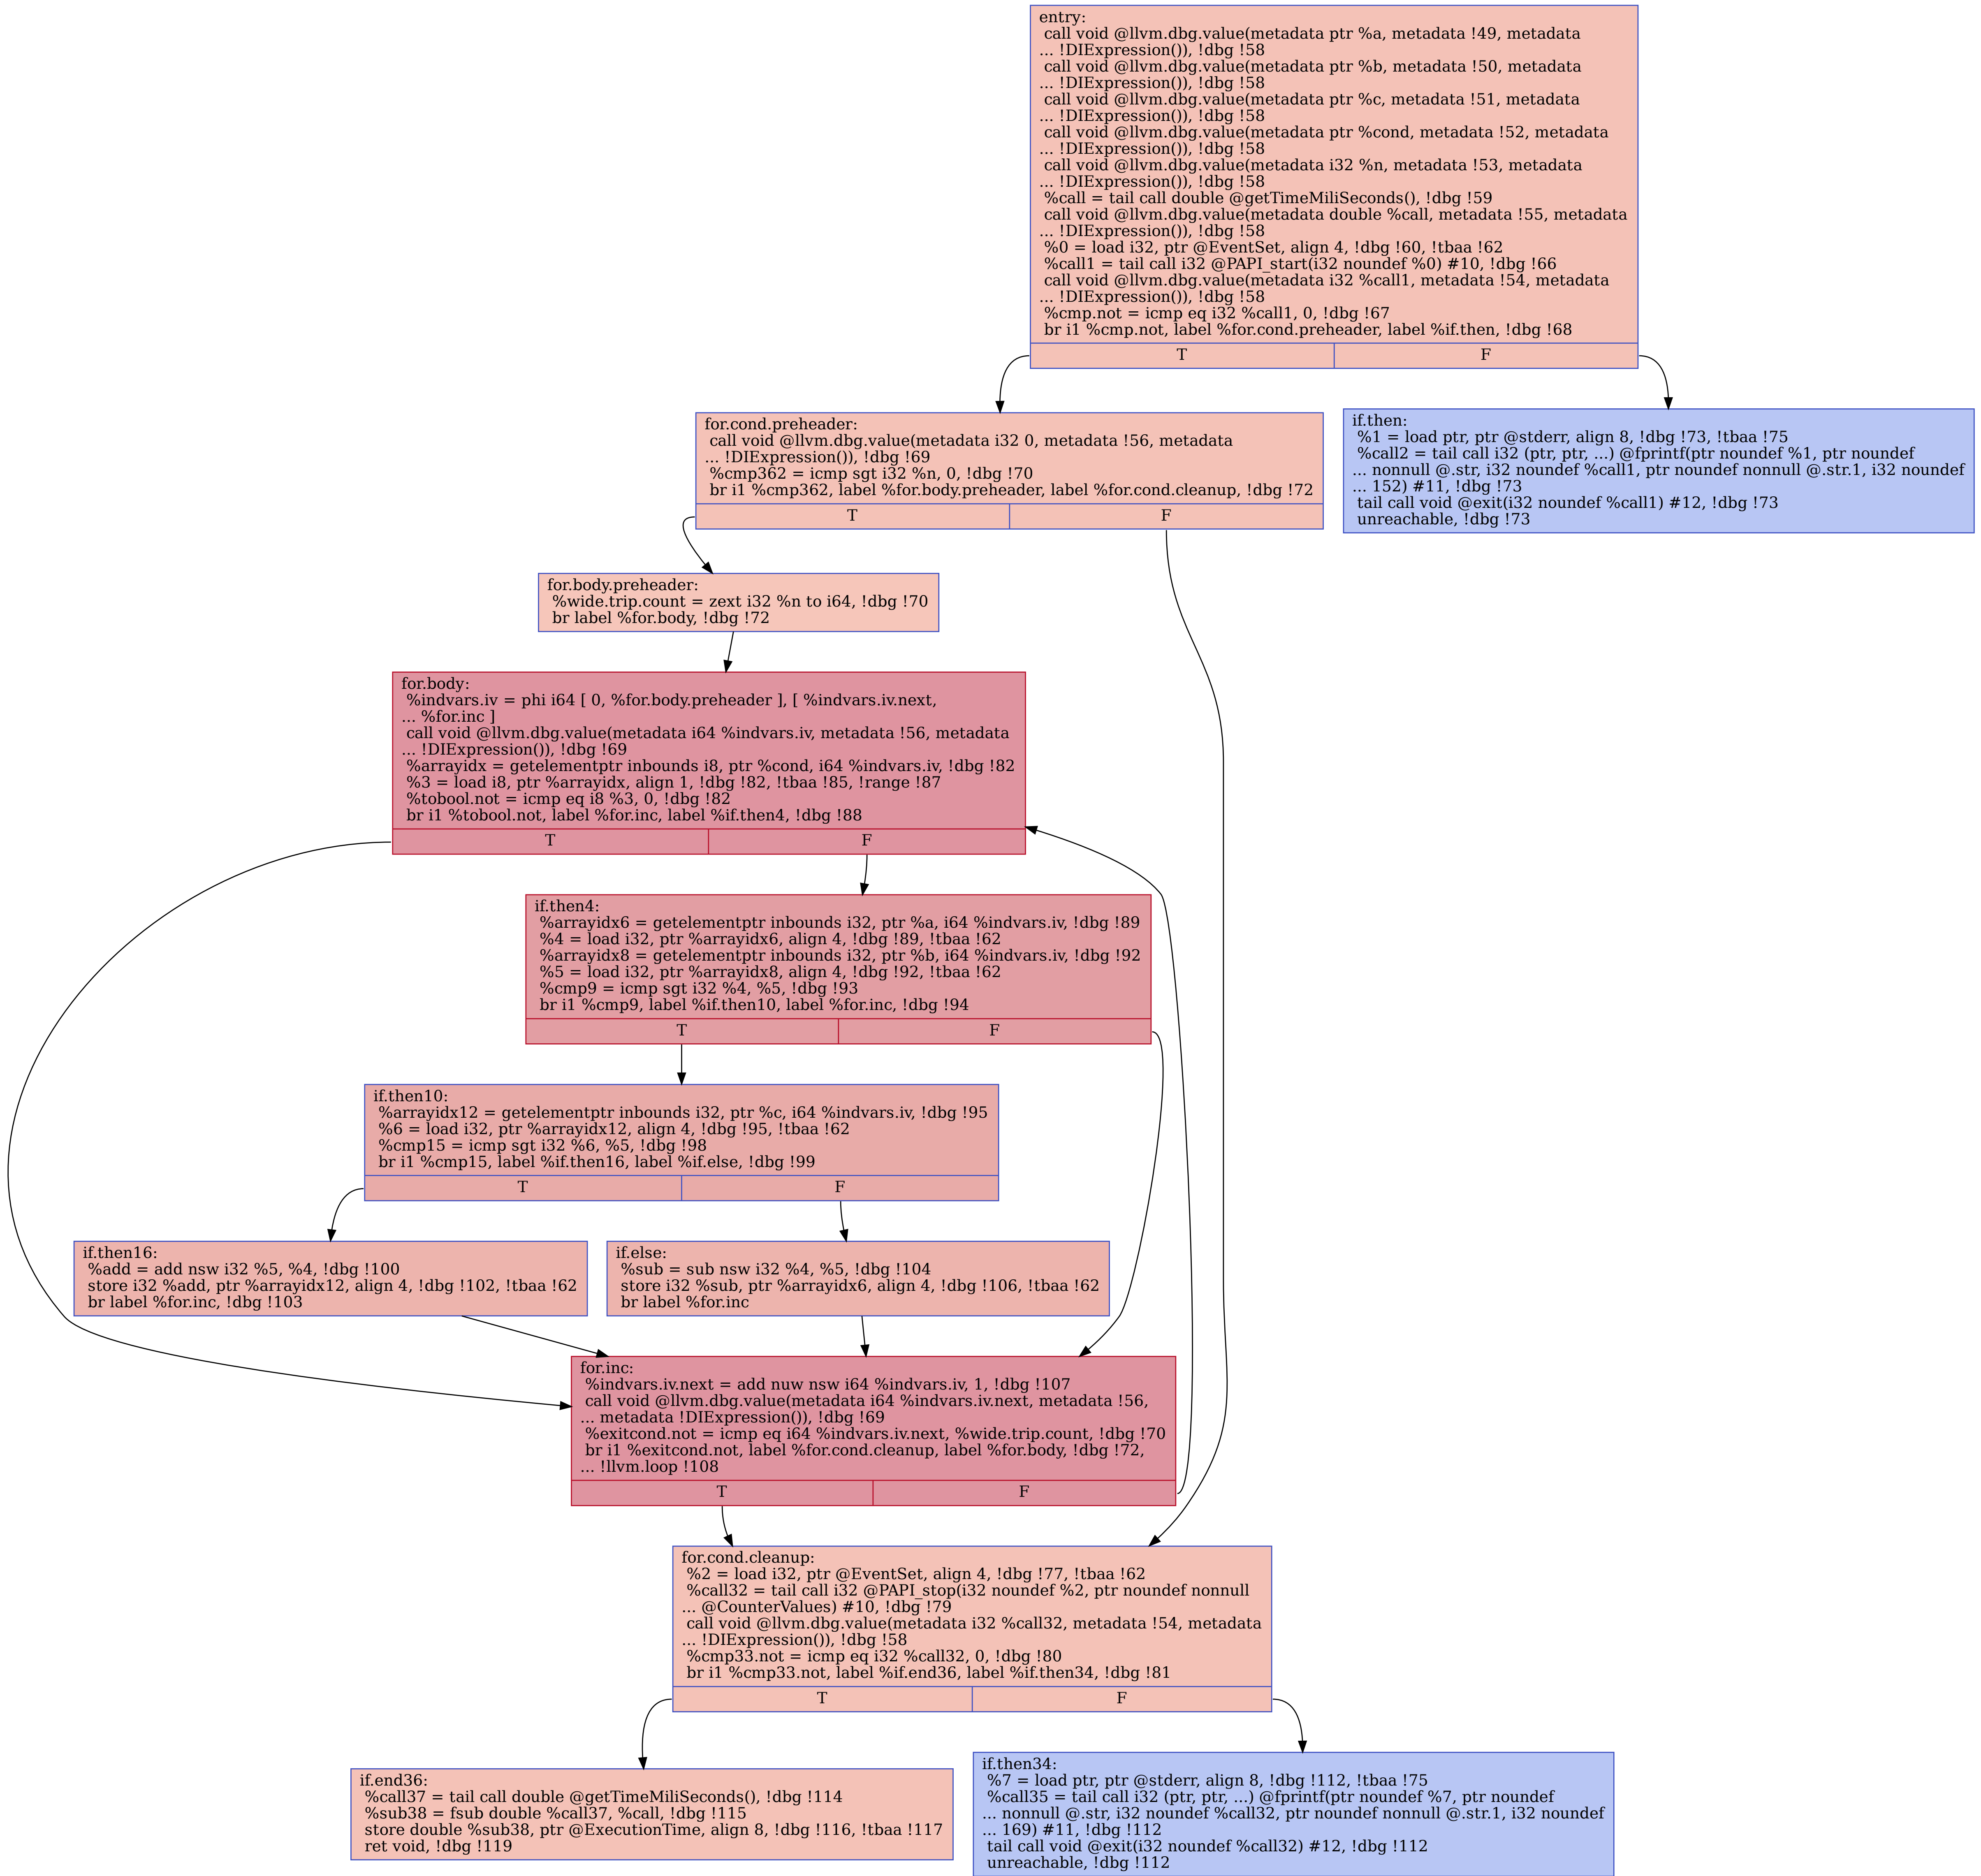 entry:
call void @llvm.dbg.value(metadata ptr %a, metadata !49, metadata
... !DIExpression()), !dbg !58
call void @llvm.dbg.value(metadata ptr %b, metadata !50, metadata
... !DIExpression()), !dbg !58
call void @llvm.dbg.value(metadata ptr %c, metadata !51, metadata
... !DIExpression()), !dbg !58
call void @llvm.dbg.value(metadata ptr %cond, metadata !52, metadata
... !DIExpression()), !dbg !58
call void @llvm.dbg.value(metadata i32 %n, metadata !53, metadata
... !DIExpression()), !dbg !58
%call = tail call double @getTimeMiliSeconds(), !dbg !59
call void @llvm.dbg.value(metadata double %call, metadata !55, metadata
... !DIExpression()), !dbg !58
%0 = load i32, ptr @EventSet, align 4, !dbg !60, !tbaa !62
%call1 = tail call i32 @PAPI_start(i32 noundef %0) #10, !dbg !66
call void @llvm.dbg.value(metadata i32 %call1, metadata !54, metadata
... !DIExpression()), !dbg !58
%cmp.not = icmp eq i32 %call1, 0, !dbg !67
br i1 %cmp.not, label %for.cond.preheader, label %if.then, !dbg !68
T F
for.cond.preheader:
call void @llvm.dbg.value(metadata i32 0, metadata !56, metadata
... !DIExpression()), !dbg !69
%cmp362 = icmp sgt i32 %n, 0, !dbg !70
br i1 %cmp362, label %for.body.preheader, label %for.cond.cleanup, !dbg !72
T F
if.then:
%1 = load ptr, ptr @stderr, align 8, !dbg !73, !tbaa !75
%call2 = tail call i32 (ptr, ptr, ...) @fprintf(ptr noundef %1, ptr noundef
... nonnull @.str, i32 noundef %call1, ptr noundef nonnull @.str.1, i32 noundef
... 152) #11, !dbg !73
tail call void @exit(i32 noundef %call1) #12, !dbg !73
unreachable, !dbg !73
for.body.preheader:
%wide.trip.count = zext i32 %n to i64, !dbg !70
br label %for.body, !dbg !72
for.body:
%indvars.iv = phi i64 [ 0, %for.body.preheader ], [ %indvars.iv.next,
... %for.inc ]
call void @llvm.dbg.value(metadata i64 %indvars.iv, metadata !56, metadata
... !DIExpression()), !dbg !69
%arrayidx = getelementptr inbounds i8, ptr %cond, i64 %indvars.iv, !dbg !82
%3 = load i8, ptr %arrayidx, align 1, !dbg !82, !tbaa !85, !range !87
%tobool.not = icmp eq i8 %3, 0, !dbg !82
br i1 %tobool.not, label %for.inc, label %if.then4, !dbg !88
T F
if.then4:
%arrayidx6 = getelementptr inbounds i32, ptr %a, i64 %indvars.iv, !dbg !89
%4 = load i32, ptr %arrayidx6, align 4, !dbg !89, !tbaa !62
%arrayidx8 = getelementptr inbounds i32, ptr %b, i64 %indvars.iv, !dbg !92
%5 = load i32, ptr %arrayidx8, align 4, !dbg !92, !tbaa !62
%cmp9 = icmp sgt i32 %4, %5, !dbg !93
br i1 %cmp9, label %if.then10, label %for.inc, !dbg !94
T F
if.then10:
%arrayidx12 = getelementptr inbounds i32, ptr %c, i64 %indvars.iv, !dbg !95
%6 = load i32, ptr %arrayidx12, align 4, !dbg !95, !tbaa !62
%cmp15 = icmp sgt i32 %6, %5, !dbg !98
br i1 %cmp15, label %if.then16, label %if.else, !dbg !99
T F
if.then16:
%add = add nsw i32 %5, %4, !dbg !100
store i32 %add, ptr %arrayidx12, align 4, !dbg !102, !tbaa !62
br label %for.inc, !dbg !103
if.else:
%sub = sub nsw i32 %4, %5, !dbg !104
store i32 %sub, ptr %arrayidx6, align 4, !dbg !106, !tbaa !62
br label %for.inc
for.inc:
%indvars.iv.next = add nuw nsw i64 %indvars.iv, 1, !dbg !107
call void @llvm.dbg.value(metadata i64 %indvars.iv.next, metadata !56,
... metadata !DIExpression()), !dbg !69
%exitcond.not = icmp eq i64 %indvars.iv.next, %wide.trip.count, !dbg !70
br i1 %exitcond.not, label %for.cond.cleanup, label %for.body, !dbg !72,
... !llvm.loop !108
T F
for.cond.cleanup:
%2 = load i32, ptr @EventSet, align 4, !dbg !77, !tbaa !62
%call32 = tail call i32 @PAPI_stop(i32 noundef %2, ptr noundef nonnull
... @CounterValues) #10, !dbg !79
call void @llvm.dbg.value(metadata i32 %call32, metadata !54, metadata
... !DIExpression()), !dbg !58
%cmp33.not = icmp eq i32 %call32, 0, !dbg !80
br i1 %cmp33.not, label %if.end36, label %if.then34, !dbg !81
T F
if.end36:
%call37 = tail call double @getTimeMiliSeconds(), !dbg !114
%sub38 = fsub double %call37, %call, !dbg !115
store double %sub38, ptr @ExecutionTime, align 8, !dbg !116, !tbaa !117
ret void, !dbg !119
if.then34:
%7 = load ptr, ptr @stderr, align 8, !dbg !112, !tbaa !75
%call35 = tail call i32 (ptr, ptr, ...) @fprintf(ptr noundef %7, ptr noundef
... nonnull @.str, i32 noundef %call32, ptr noundef nonnull @.str.1, i32 noundef
... 169) #11, !dbg !112
tail call void @exit(i32 noundef %call32) #12, !dbg !112
unreachable, !dbg !112